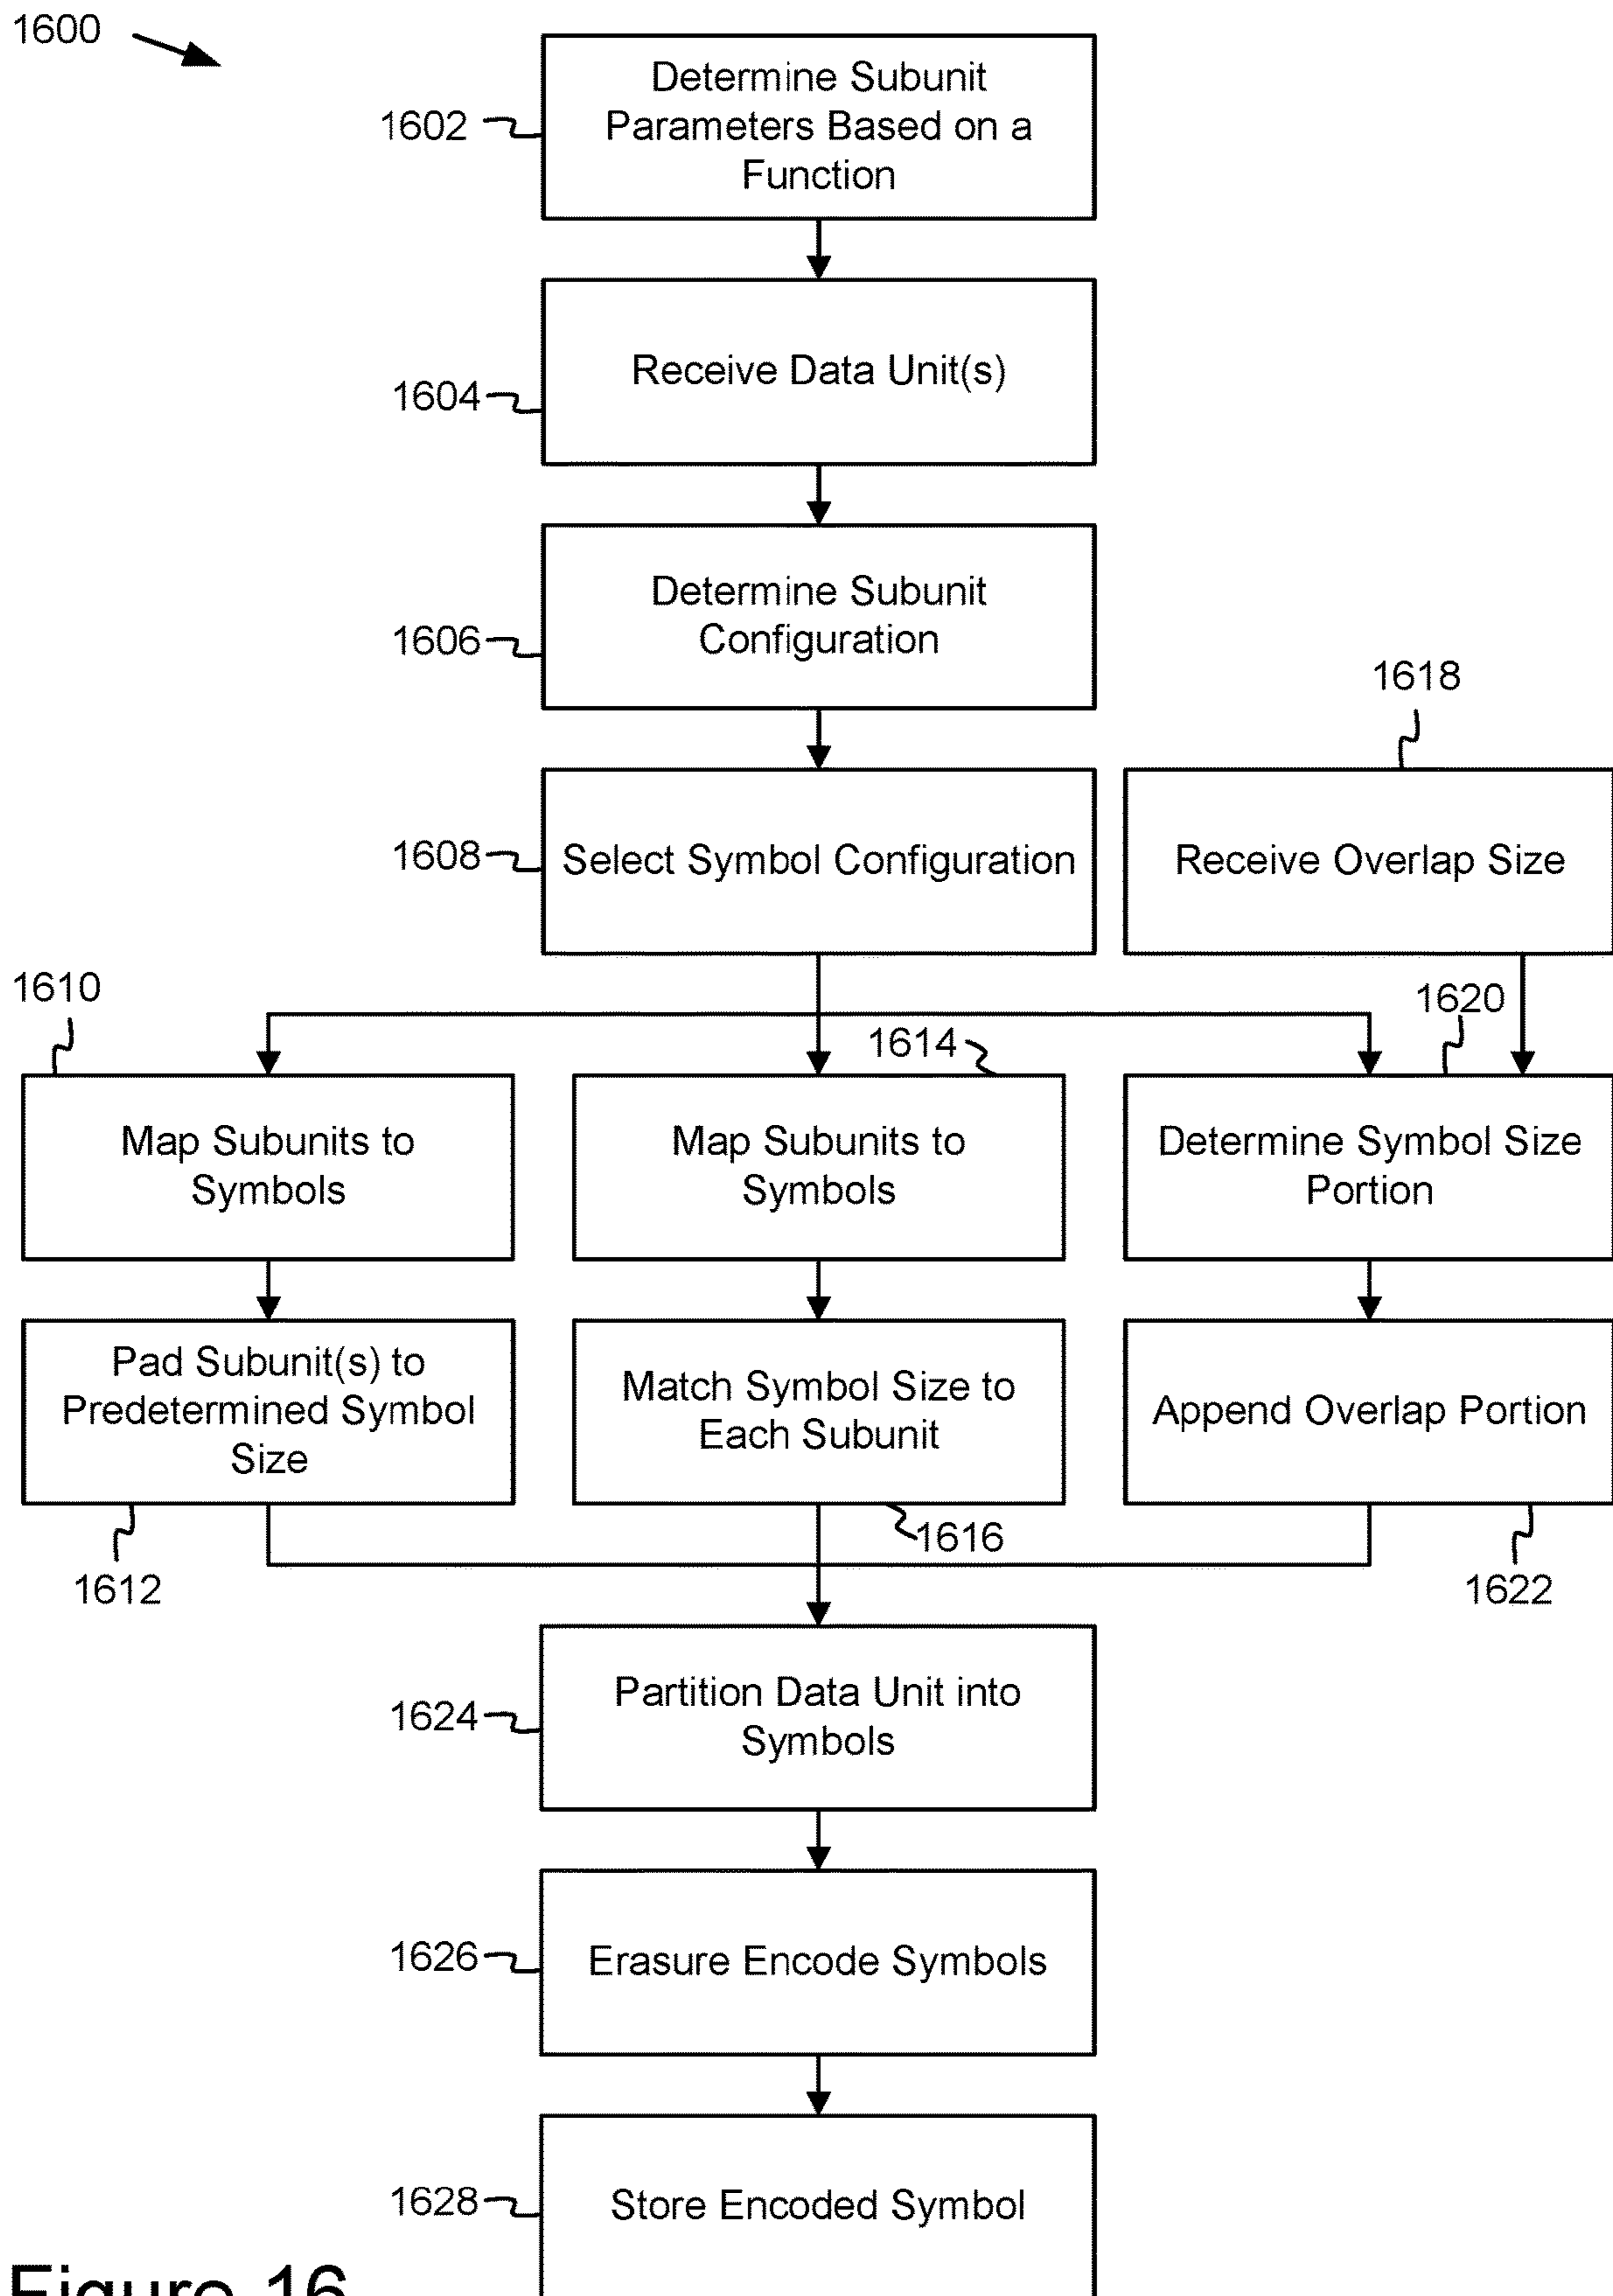 1600
Determine Subunit
Parameters Based on a
Function
1602
Receive Data Unit(s)
1604
Determine Subunit
Configuration
1606
1618
Select Symbol Configuration
1608
Receive Overlap Size
1610
1620
1614
Map Subunits to
Symbols
Map Subunits to
Symbols
Determine Symbol Size
Portion
Pad Subunit(s) to
Predetermined Symbol
Size
Match Symbol Size to
Each Subunit
Append Overlap Portion
1616
1612
1622
Partition Data Unit into
Symbols
1624
Erasure Encode Symbols
1626
Store Encoded Symbol
1628
Figure 16